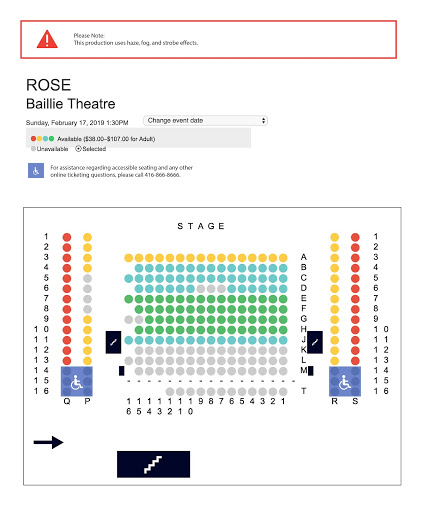 Please Note:
This production uses haze, fog, and strobe effects.
ROSE
Baillie Theatre
Sunday, February 17, 2019 1:30PM
Change event date
Available ($38.00–$107.00 for Adult)
Unavailable Selected
For assistance regarding accessible seating and any other
online ticketing questions, please call 416-866-8666.
STAGE
1 1
2 2
3 A 3
4 B 4
5 C 5
6 D 6
7 E 7
8 F 8
9 G 9
10 H 10
11 J 11
12 K 12
13 L 13
14 M 14
15 15
16 T 16
Q P 16 15 14 13 12 11 10 9 8 7 6 5 4 3 2 1 R S